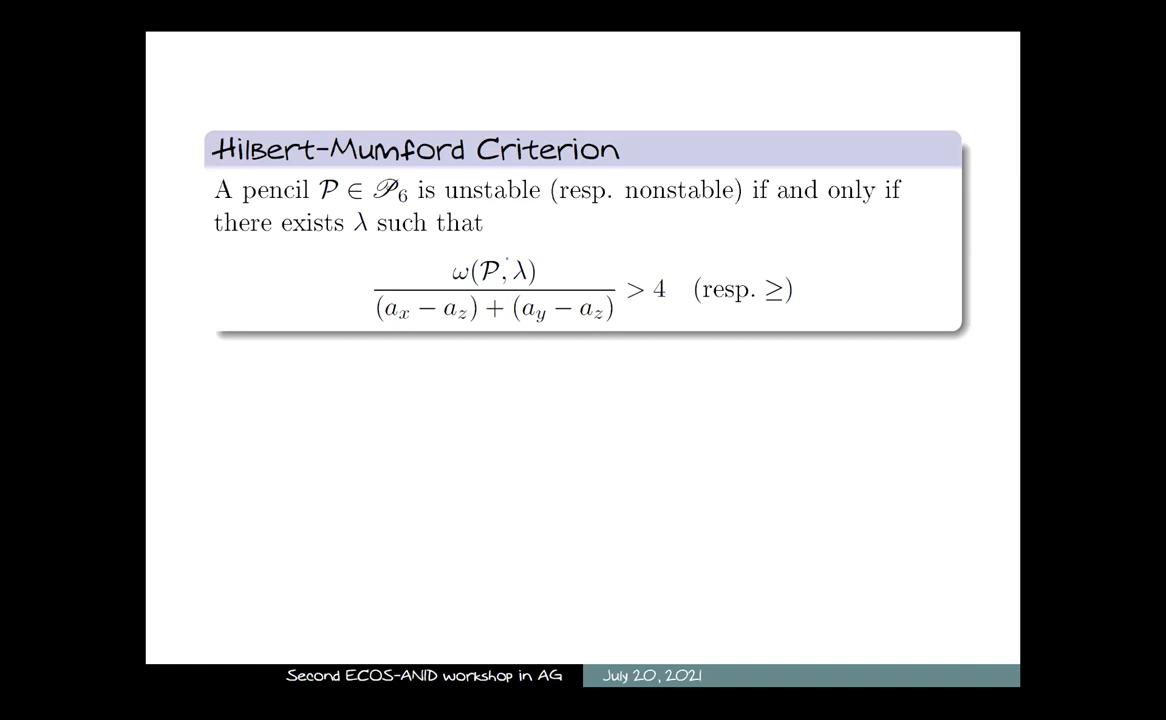 Hilbert-Mumford Criterion
A pencil 𝒫 ∈ 𝒫₆ is unstable (resp. nonstable) if and only if
there exists λ such that
ω(𝒫, λ)
(aₓ − a_z) + (a_y − a_z) > 4 (resp. ≥)
Second ECOS-ANID workshop in AG July 20, 2021